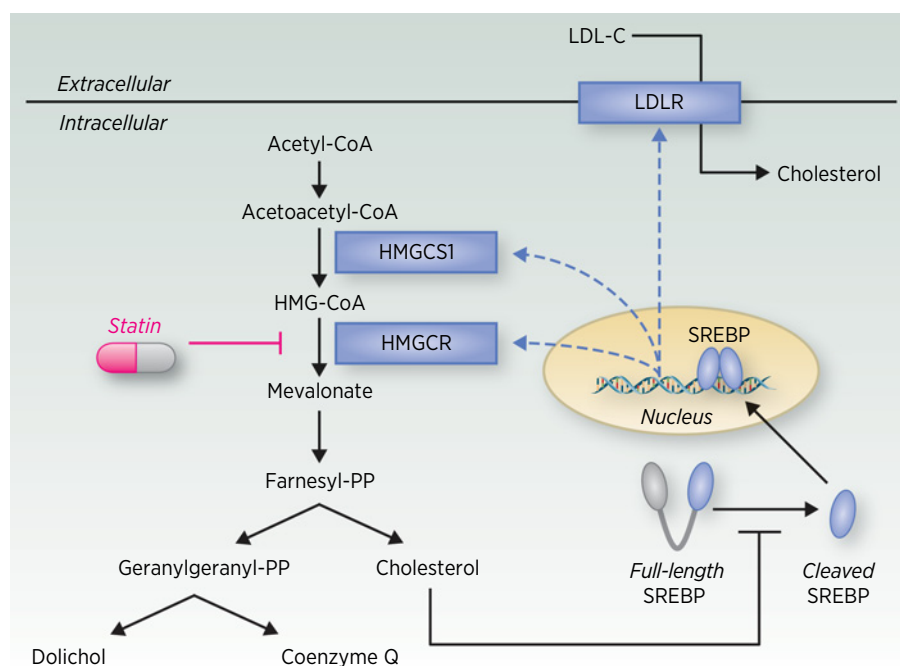 LDL-C
Extracellular
LDLR
Intracellular
Acetyl-CoA
Cholesterol
Acetoacetyl-CoA
HMGCS1
HMG-CoA
Statin
HMGCR
SREBP
Mevalonate
Nucleus
Farnesyl-PP
Geranylgeranyl-PP
Cholesterol
Full-length
SREBP
Cleaved
SREBP
Dolichol
Coenzyme Q